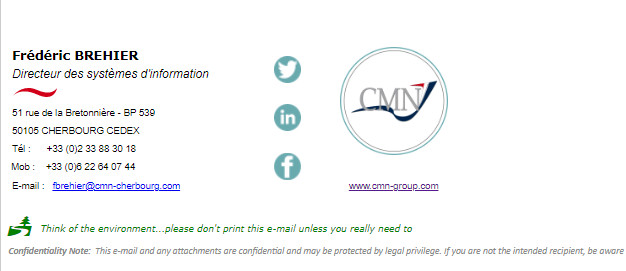 Frédéric BREHIER
Directeur des systèmes d'information
51 rue de la Bretonnière - BP 539
50105 CHERBOURG CEDEX
Tél : +33 (0)2 33 88 30 18
Mob : +33 (0)6 22 64 07 44
E-mail : fbrehier@cmn-cherbourg.com
in
f
CMN
www.cmn-group.com
Think of the environment...please don't print this e-mail unless you really need to
Confidentiality Note: This e-mail and any attachments are confidential and may be protected by legal privilege. If you are not the intended recipient, be aware